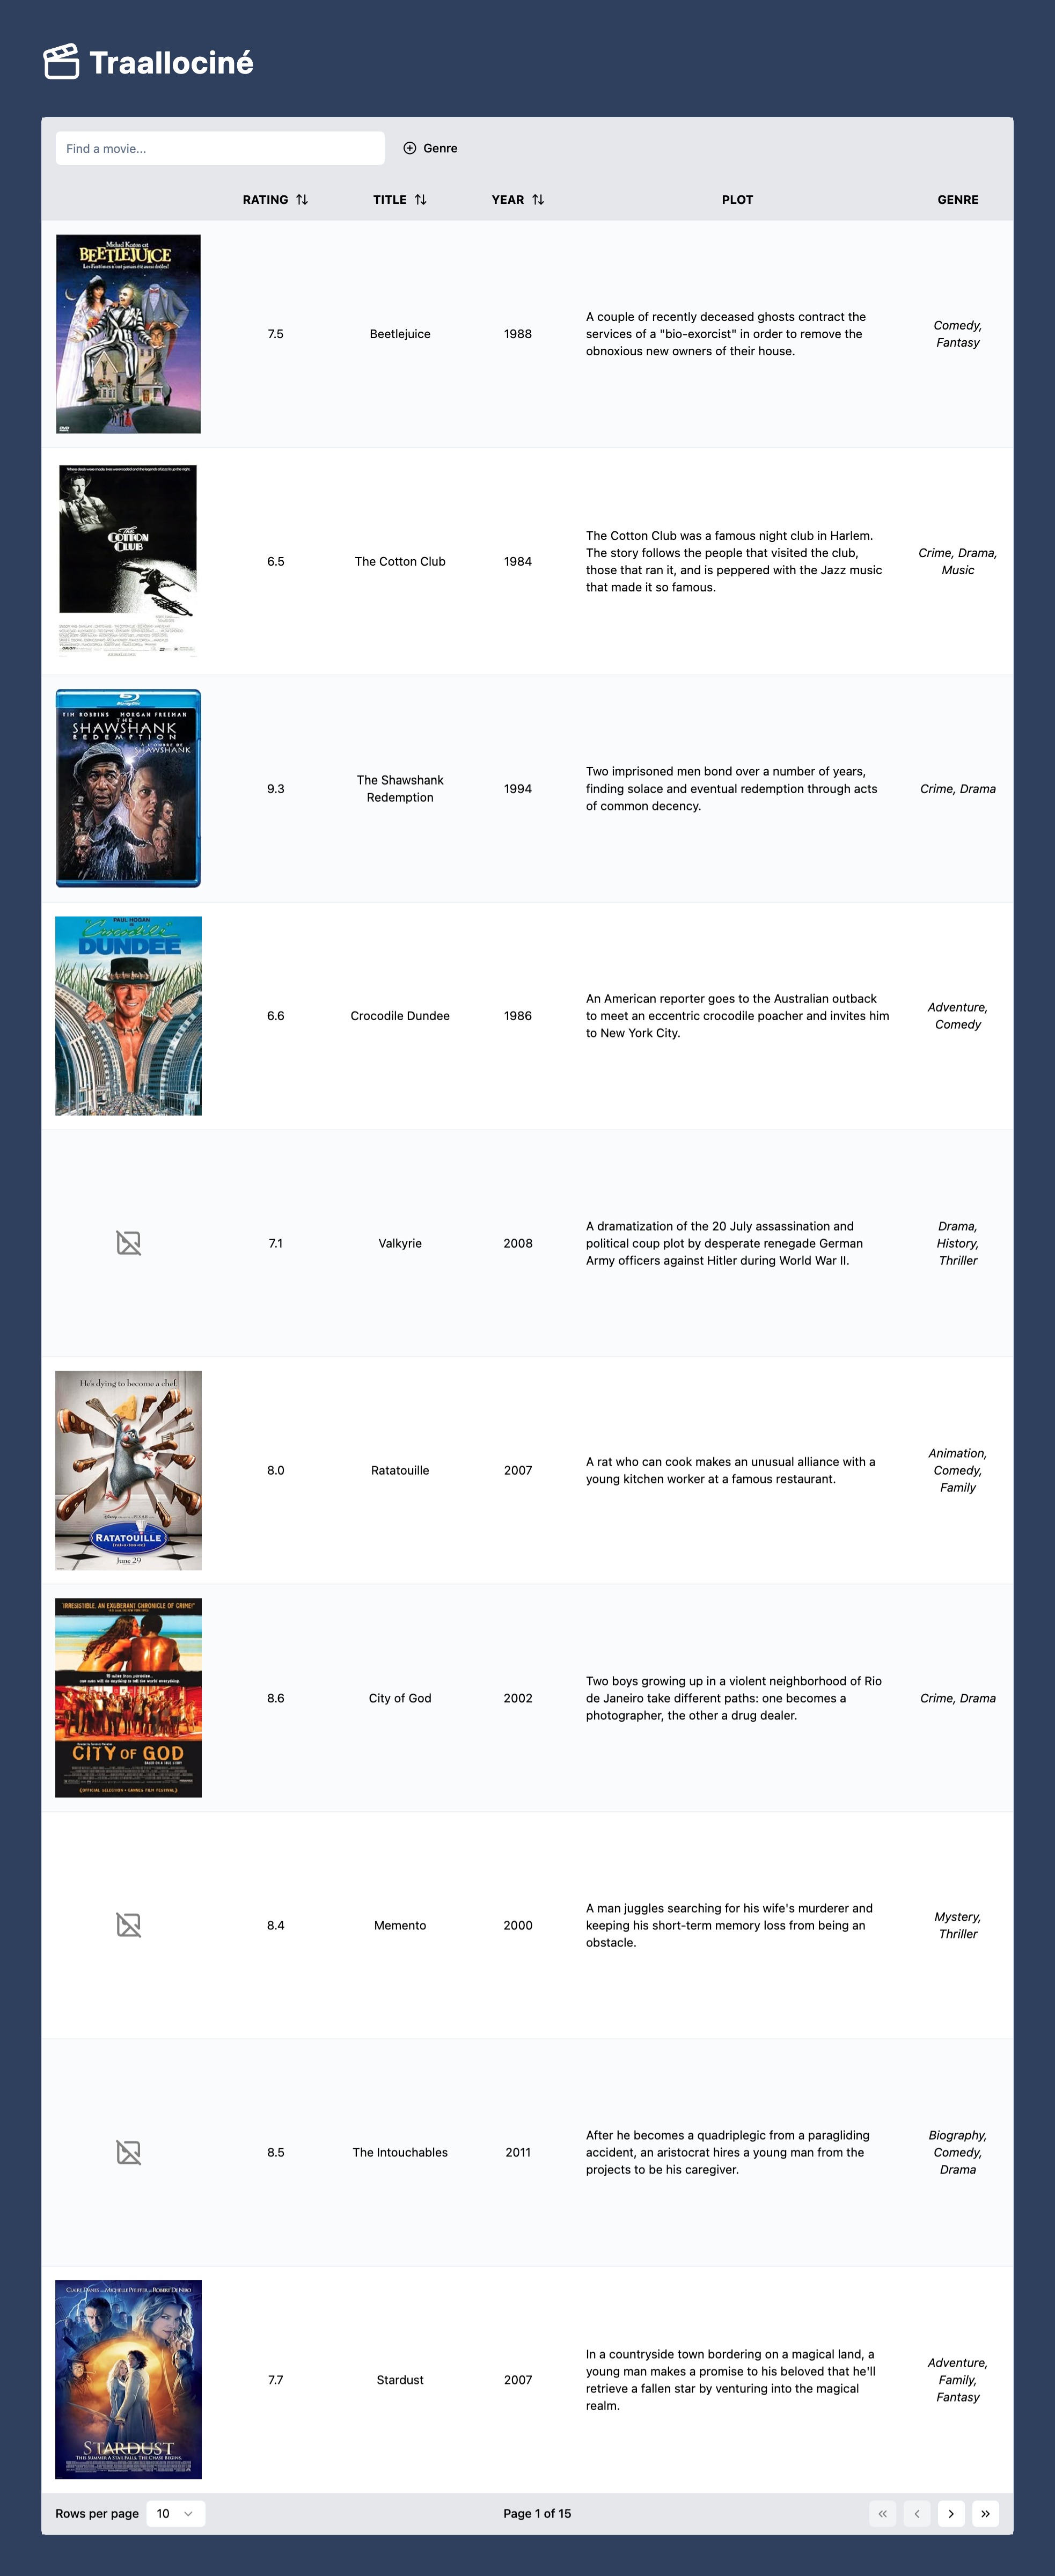 Traallociné
Find a movie...
Genre
RATING TITLE YEAR PLOT GENRE
Michael Keaton est
BEETLEJUICE
Les Fantômes n'ont jamais été aussi drôles!
DVD
7.5
Beetlejuice
1988
A couple of recently deceased ghosts contract the
services of a "bio-exorcist" in order to remove the
obnoxious new owners of their house.
Comedy,
Fantasy
The
COTTON
CLUB
6.5
The Cotton Club
1984
The Cotton Club was a famous night club in Harlem.
The story follows the people that visited the club,
those that ran it, and is peppered with the Jazz music
that made it so famous.
Crime, Drama,
Music
TIM ROBBINS MORGAN FREEMAN
THE
SHAWSHANK
REDEMPTION
À L'OMBRE DE
SHAWSHANK
9.3
The Shawshank
Redemption
1994
Two imprisoned men bond over a number of years,
finding solace and eventual redemption through acts
of common decency.
Crime, Drama
PAUL HOGAN
"Crocodile"
DUNDEE
6.6
Crocodile Dundee
1986
An American reporter goes to the Australian outback
to meet an eccentric crocodile poacher and invites him
to New York City.
Adventure,
Comedy
7.1
Valkyrie
2008
A dramatization of the 20 July assassination and
political coup plot by desperate renegade German
Army officers against Hitler during World War II.
Drama,
History,
Thriller
He's dying to become a chef.
RATATOUILLE
(rat•a•too•ee)
June 29
8.0
Ratatouille
2007
A rat who can cook makes an unusual alliance with a
young kitchen worker at a famous restaurant.
Animation,
Comedy,
Family
"IRRESISTIBLE. AN EXUBERANT CHRONICLE OF CRIME!"
CITY OF GOD
BASED ON A TRUE STORY
(OFFICIAL SELECTION • CANNES FILM FESTIVAL)
8.6
City of God
2002
Two boys growing up in a violent neighborhood of Rio
de Janeiro take different paths: one becomes a
photographer, the other a drug dealer.
Crime, Drama
8.4
Memento
2000
A man juggles searching for his wife's murderer and
keeping his short-term memory loss from being an
obstacle.
Mystery,
Thriller
8.5
The Intouchables
2011
After he becomes a quadriplegic from a paragliding
accident, an aristocrat hires a young man from the
projects to be his caregiver.
Biography,
Comedy,
Drama
CLAIRE DANES MICHELLE PFEIFFER ROBERT DE NIRO
STARDUST
THIS SUMMER A STAR FALLS. THE CHASE BEGINS.
7.7
Stardust
2007
In a countryside town bordering on a magical land, a
young man makes a promise to his beloved that he'll
retrieve a fallen star by venturing into the magical
realm.
Adventure,
Family,
Fantasy
Rows per page 10 Page 1 of 15